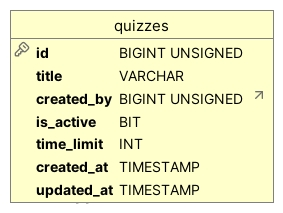 quizzes
id BIGINT UNSIGNED
title VARCHAR
created_by BIGINT UNSIGNED
is_active BIT
time_limit INT
created_at TIMESTAMP
updated_at TIMESTAMP